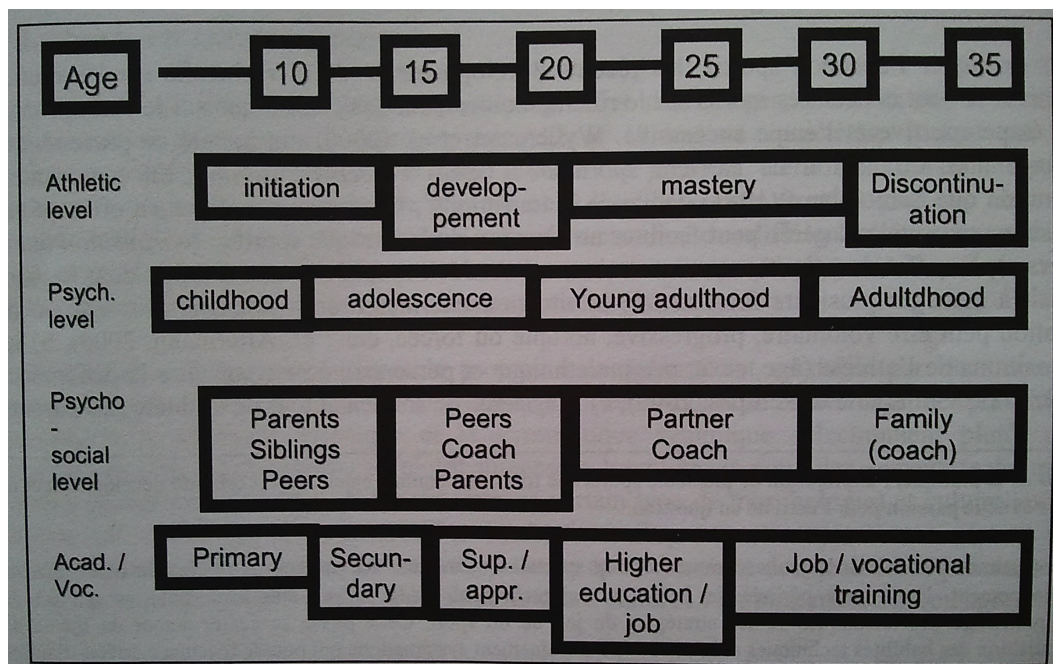 Age 10 15 20 25 30 35
Athletic
level
initiation
develop-
pement
mastery
Discontinu-
ation
Psych.
level
childhood
adolescence
Young adulthood
Adultdhood
Psycho
-
social
level
Parents
Siblings
Peers
Peers
Coach
Parents
Partner
Coach
Family
(coach)
Acad. /
Voc.
Primary
Secun-
dary
Sup. /
appr.
Higher
education /
job
Job / vocational
training